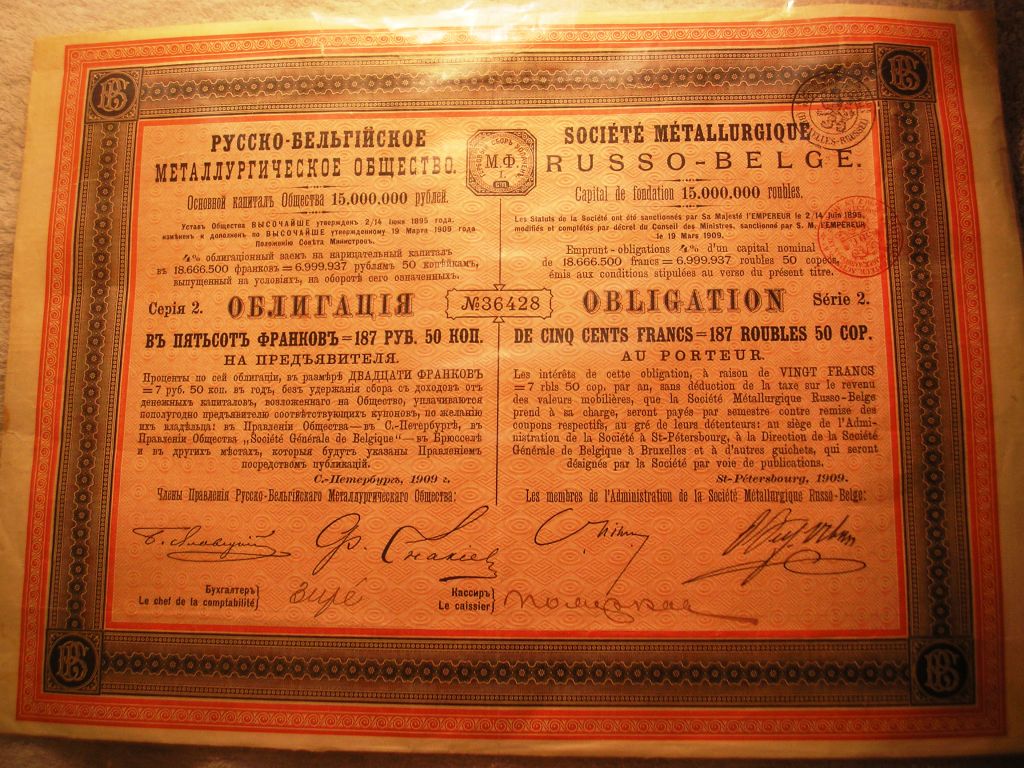 РУССКО-БЕЛЬГІЙСКОЕ
МЕТАЛЛУРГИЧЕСКОЕ ОБЩЕСТВО.
Основной капиталъ Общества 15.000.000 рублей.
Уставъ Общества ВЫСОЧАЙШЕ утвержденъ 2/14 Іюня 1895 года,
измѣненъ и дополненъ по ВЫСОЧАЙШЕ утвержденному 19 Марта 1909 года
Положенію Совѣта Министровъ.
4% облигаціонный заемъ на нарицательный капиталъ
въ 18.666.500 франковъ = 6.999.937 рублямъ 50 копѣйкамъ,
выпущенный на условіяхъ, на оборотѣ сего означенныхъ.
Серія 2. ОБЛИГАЦІЯ
ВЪ ПЯТЬСОТЪ ФРАНКОВЪ = 187 РУБ. 50 КОП.
НА ПРЕДЪЯВИТЕЛЯ.
Проценты по сей облигаціи, въ размѣрѣ ДВАДЦАТИ ФРАНКОВЪ
= 7 руб. 50 коп. въ годъ, безъ удержанія сбора съ доходовъ отъ
денежныхъ капиталовъ, возложеннаго на Общество, уплачиваются
пополугодно предъявителю соотвѣтствующихъ купоновъ, по желанію
ихъ владѣльца: въ Правленіи Общества — въ С.-Петербургѣ, въ
Правленіи Общества „Société Générale de Belgique" — въ Брюсселѣ
и въ другихъ мѣстахъ, которыя будутъ указаны Правленіемъ
посредствомъ публикацій.
С.-Петербургъ, 1909 г.
Члены Правленія Русско-Бельгійскаго Металлургическаго Общества:
М.Ф.
№36428
SOCIÉTÉ MÉTALLURGIQUE
RUSSO-BELGE.
Capital de fondation 15.000.000 roubles.
Les Statuts de la Société ont été sanctionnés par Sa Majesté l'EMPEREUR le 2/14 Juin 1895,
modifiés et complétés par décret du Conseil des Ministres, sanctionné par S. M. l'EMPEREUR
le 19 Mars 1909.
Emprunt-obligations 4% d'un capital nominal
de 18.666.500 francs = 6.999.937 roubles 50 copecs,
émis aux conditions stipulées au verso du présent titre.
OBLIGATION Série 2.
DE CINQ CENTS FRANCS = 187 ROUBLES 50 COP.
AU PORTEUR.
Les intérêts de cette obligation, à raison de VINGT FRANCS
= 7 rbls 50 cop. par an, sans déduction de la taxe sur le revenu
des valeurs mobilières, que la Société Métallurgique Russo-Belge
prend à sa charge, seront payés par semestre contre remise des
coupons respectifs, au gré de leurs détenteurs: au siège de l'Admi-
nistration de la Société à St-Pétersbourg, à la Direction de la Société
Générale de Belgique à Bruxelles et à d'autres guichets, qui seront
désignés par la Société par voie de publications.
St-Pétersbourg, 1909.
Les membres de l'Administration de la Société Métallurgique Russo-Belge:
Бухгалтеръ
Le chef de la comptabilité
Кассиръ
Le caissier